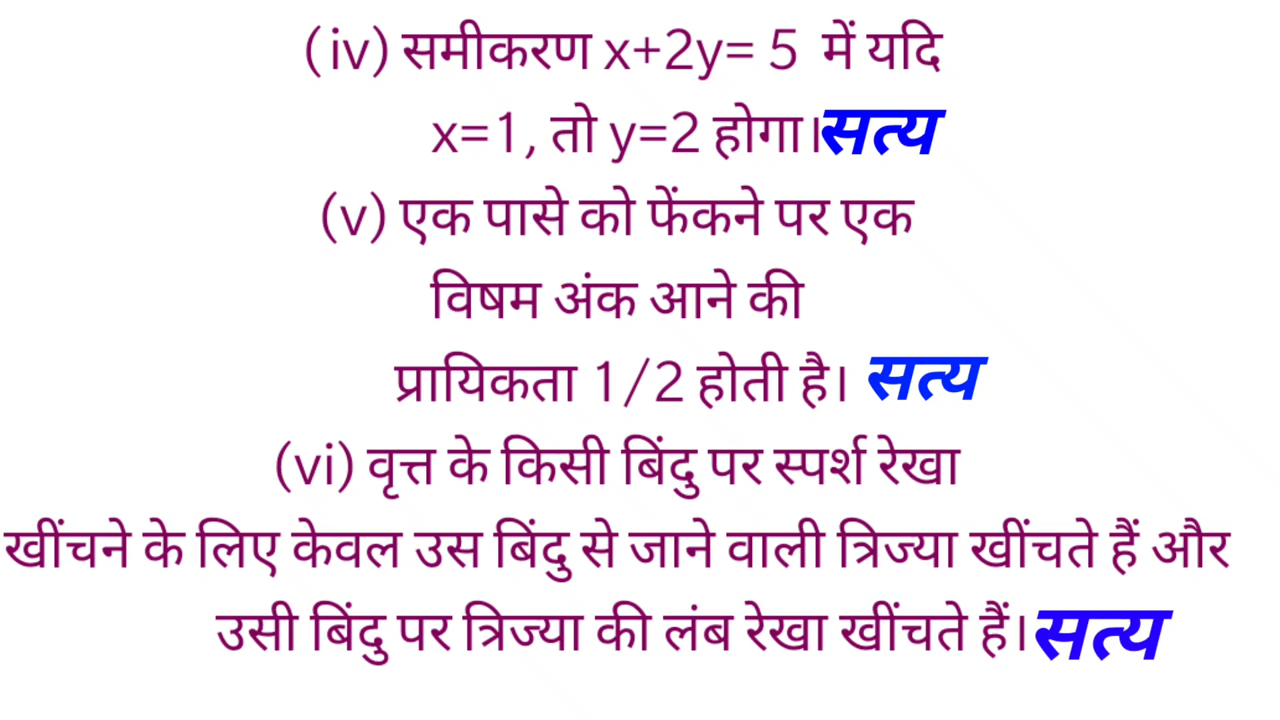 (iv) समीकरण x+2y= 5 में यदि
x=1, तो y=2 होगा। सत्य
(v) एक पासे को फेंकने पर एक
विषम अंक आने की
प्रायिकता 1/2 होती है। सत्य
(vi) वृत्त के किसी बिंदु पर स्पर्श रेखा
खींचने के लिए केवल उस बिंदु से जाने वाली त्रिज्या खींचते हैं और
उसी बिंदु पर त्रिज्या की लंब रेखा खींचते हैं। सत्य